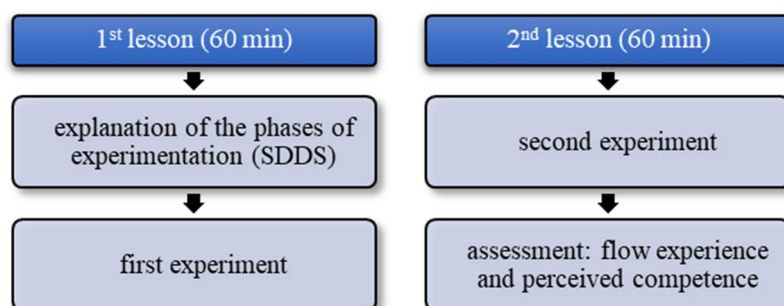 1st lesson (60 min)
explanation of the phases of
experimentation (SDDS)
first experiment
2nd lesson (60 min)
second experiment
assessment: flow experience
and perceived competence